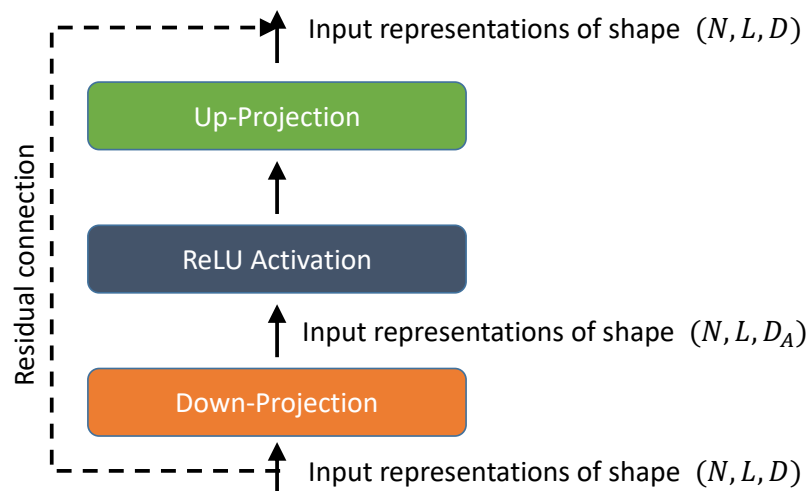 Input representations of shape (N, L, D)
Up-Projection
Residual connection
ReLU Activation
Input representations of shape (N, L, D_A)
Down-Projection
Input representations of shape (N, L, D)